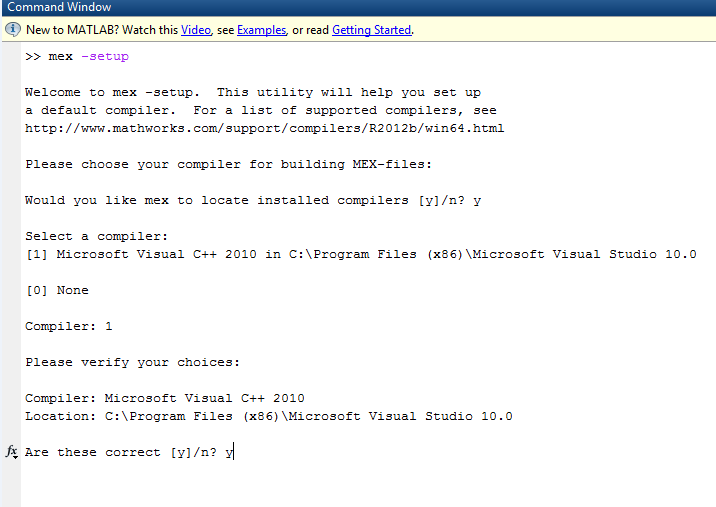 Command Window
New to MATLAB? Watch this Video, see Examples, or read Getting Started.
>> mex -setup
Welcome to mex -setup.  This utility will help you set up
a default compiler.  For a list of supported compilers, see
http://www.mathworks.com/support/compilers/R2012b/win64.html
Please choose your compiler for building MEX-files:
Would you like mex to locate installed compilers [y]/n? y
Select a compiler:
[1] Microsoft Visual C++ 2010 in C:\Program Files (x86)\Microsoft Visual Studio 10.0
[0] None
Compiler: 1
Please verify your choices:
Compiler: Microsoft Visual C++ 2010
Location: C:\Program Files (x86)\Microsoft Visual Studio 10.0
fx Are these correct [y]/n? y